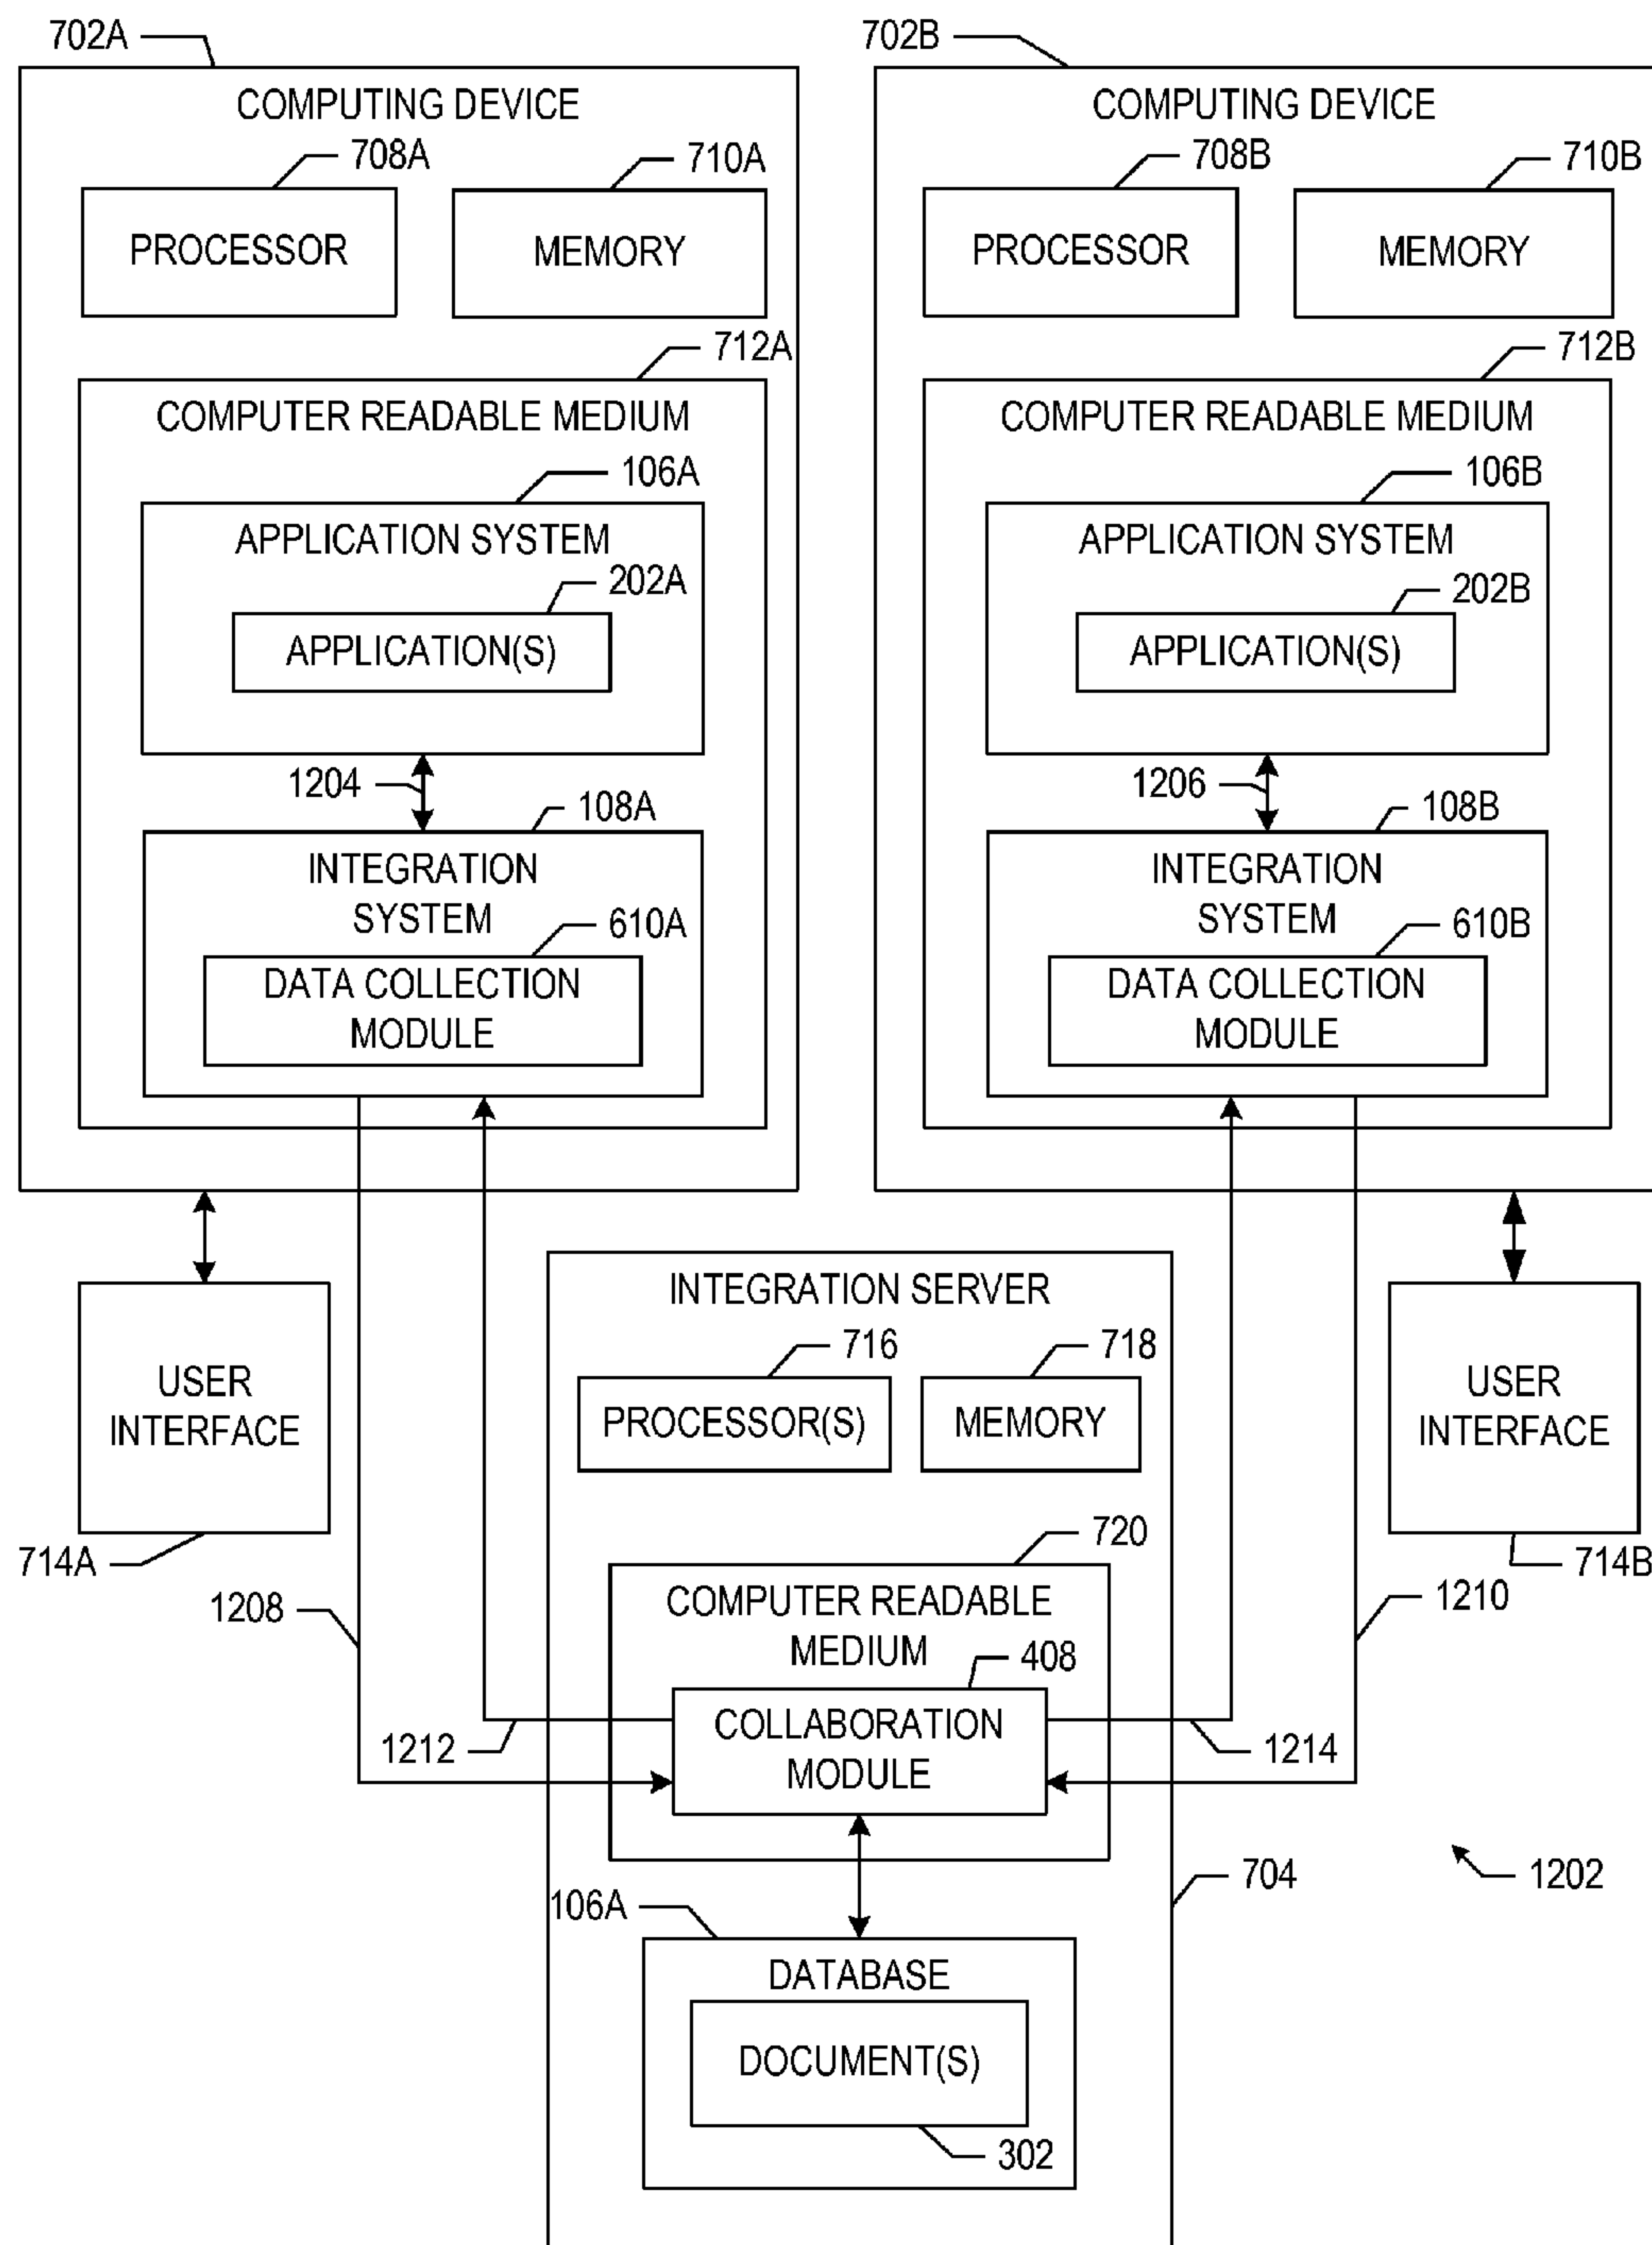 702A
702B
COMPUTING DEVICE
COMPUTING DEVICE
708A
710A
708B
710B
PROCESSOR
MEMORY
PROCESSOR
MEMORY
712A
712B
COMPUTER READABLE MEDIUM
COMPUTER READABLE MEDIUM
106A
106B
APPLICATION SYSTEM
APPLICATION SYSTEM
202A
202B
APPLICATION(S)
APPLICATION(S)
1204
1206
108A
108B
INTEGRATION
SYSTEM
INTEGRATION
SYSTEM
610A
610B
DATA COLLECTION
MODULE
DATA COLLECTION
MODULE
INTEGRATION SERVER
716
718
USER
INTERFACE
PROCESSOR(S)
MEMORY
USER
INTERFACE
714A
720
714B
1208
COMPUTER READABLE
MEDIUM
1210
408
1212
COLLABORATION
MODULE
1214
704
1202
106A
DATABASE
DOCUMENT(S)
302